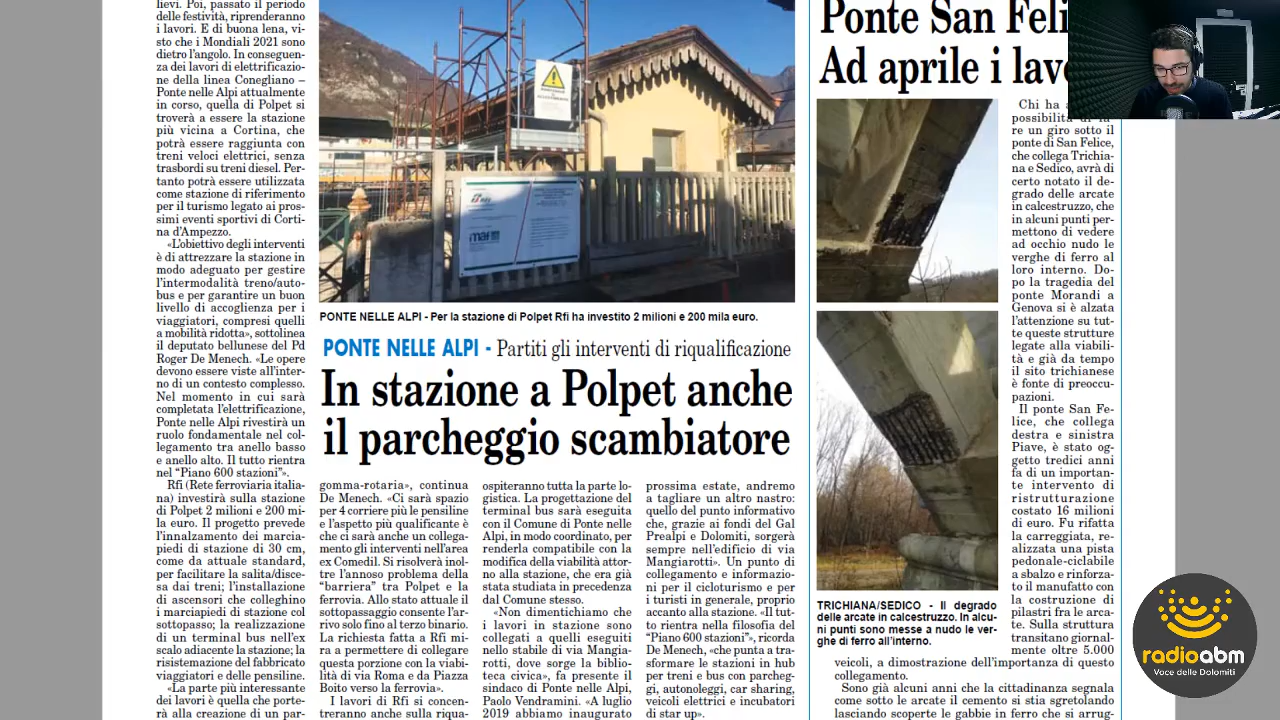 lievi. Poi, passato il periodo
delle festività, riprenderanno
i lavori. E di buona lena, vi-
sto che i Mondiali 2021 sono
dietro l'angolo. In conseguen-
za dei lavori di elettrificazio-
ne della linea Conegliano –
Ponte nelle Alpi attualmente
in corso, quella di Polpet si
troverà a essere la stazione
più vicina a Cortina, che
potrà essere raggiunta con
treni veloci elettrici, senza
trasbordi su treni diesel. Per-
tanto potrà essere utilizzata
come stazione di riferimento
per il turismo legato ai pros-
simi eventi sportivi di Corti-
na d'Ampezzo.
«L'obiettivo degli interventi
è di attrezzare la stazione in
modo adeguato per gestire
l'intermodalità treno/auto-
bus e per garantire un buon
livello di accoglienza per i
viaggiatori, compresi quelli
a mobilità ridotta», sottolinea
il deputato bellunese del Pd
Roger De Menech. «Le opere
devono essere viste all'inter-
no di un contesto complesso.
Nel momento in cui sarà
completata l'elettrificazione,
Ponte nelle Alpi rivestirà un
ruolo fondamentale nel col-
legamento tra anello basso
e anello alto. Il tutto rientra
nel "Piano 600 stazioni"».
Rfi (Rete ferroviaria italia-
na) investirà sulla stazione
di Polpet 2 milioni e 200 mi-
la euro. Il progetto prevede
l'innalzamento dei marcia-
piedi di stazione di 30 cm,
come da attuale standard,
per facilitare la salita/disce-
sa dai treni; l'installazione
di ascensori che colleghino
i marciapiedi di stazione col
sottopasso; la realizzazione
di un terminal bus nell'ex
scalo adiacente la stazione; la
risistemazione del fabbricato
viaggiatori e delle pensiline.
«La parte più interessante
dei lavori è quella che porte-
rà alla creazione di un par-
maf
PONTE NELLE ALPI - Per la stazione di Polpet Rfi ha investito 2 milioni e 200 mila euro.
PONTE NELLE ALPI - Partiti gli interventi di riqualificazione
In stazione a Polpet anche
il parcheggio scambiatore
gomma-rotaria», continua
De Menech. «Ci sarà spazio
per 4 corriere più le pensiline
e l'aspetto più qualificante è
che ci sarà anche un collega-
mento gli interventi nell'area
ex Comedil. Si risolverà inol-
tre l'annoso problema della
"barriera" tra Polpet e la
ferrovia. Allo stato attuale il
sottopassaggio consente l'ar-
rivo solo fino al terzo binario.
La richiesta fatta a Rfi mi-
ra a permettere di collegare
questa porzione con la viabi-
lità di via Roma e da Piazza
Boito verso la ferrovia».
I lavori di Rfi si concen-
treranno anche sulla riqua-
ospiteranno tutta la parte lo-
gistica. La progettazione del
terminal bus sarà eseguita
con il Comune di Ponte nelle
Alpi, in modo coordinato, per
renderla compatibile con la
modifica della viabilità attor-
no alla stazione, che era già
stata studiata in precedenza
dal Comune stesso.
«Non dimentichiamo che
i lavori in stazione sono
collegati a quelli eseguiti
nello stabile di via Mangia-
rotti, dove sorge la biblio-
teca civica», fa presente il
sindaco di Ponte nelle Alpi,
Paolo Vendramini. «A luglio
2019 abbiamo inaugurato
prossima estate, andremo
a tagliare un altro nastro:
quello del punto informativo
che, grazie ai fondi del Gal
Prealpi e Dolomiti, sorgerà
sempre nell'edificio di via
Mangiarotti». Un punto di
collegamento e informazio-
ni per il cicloturismo e per
i turisti in generale, proprio
accanto alla stazione. «Il tut-
to rientra nella filosofia del
"Piano 600 stazioni", ricorda
De Menech, «che punta a tra-
sformare le stazioni in hub
per treni e bus con parcheg-
gi, autonoleggi, car sharing,
veicoli elettrici e incubatori
di star up».
Ponte San Feli
Ad aprile i lavo
Chi ha a
possibilità di fa-
re un giro sotto il
ponte di San Felice,
che collega Trichia-
na e Sedico, avrà di
certo notato il de-
grado delle arcate
in calcestruzzo, che
in alcuni punti per-
mettono di vedere
ad occhio nudo le
verghe di ferro al
loro interno. Do-
po la tragedia del
ponte Morandi a
Genova si è alzata
l'attenzione su tut-
te queste strutture
legate alla viabili-
tà e già da tempo
il sito trichianese
è fonte di preoccu-
pazioni.
Il ponte San Fe-
lice, che collega
destra e sinistra
Piave, è stato og-
getto tredici anni
fa di un importan-
te intervento di
ristrutturazione
costato 16 milioni
di euro. Fu rifatta
la carreggiata, re-
alizzata una pista
pedonale-ciclabile
a sbalzo e rinforza-
to il manufatto con
la costruzione di
pilastri fra le arca-
te. Sulla struttura
transitano giornal-
mente oltre 5.000
veicoli, a dimostrazione dell'importanza di questo
collegamento.
Sono già alcuni anni che la cittadinanza segnala
come sotto le arcate il cemento si stia sgretolando
lasciando scoperte le gabbie in ferro che si arrug-
TRICHIANA/SEDICO - Il degrado
delle arcate in calcestruzzo. In alcu-
ni punti sono messe a nudo le ver-
ghe di ferro all'interno.
radioabm
Voce delle Dolomiti